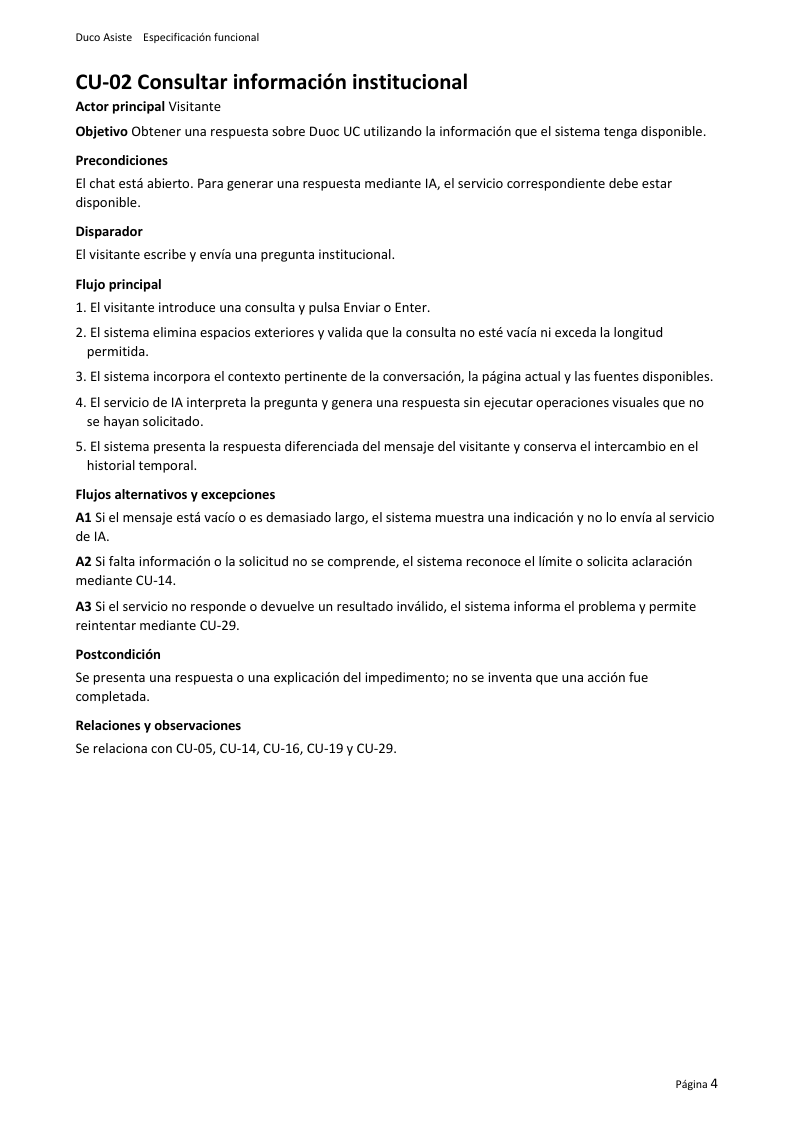 Duco Asiste Especificación funcional
CU-02 Consultar información institucional
Actor principal Visitante
Objetivo Obtener una respuesta sobre Duoc UC utilizando la información que el sistema tenga disponible.
Precondiciones
El chat está abierto. Para generar una respuesta mediante IA, el servicio correspondiente debe estar
disponible.
Disparador
El visitante escribe y envía una pregunta institucional.
Flujo principal
1. El visitante introduce una consulta y pulsa Enviar o Enter.
2. El sistema elimina espacios exteriores y valida que la consulta no esté vacía ni exceda la longitud
permitida.
3. El sistema incorpora el contexto pertinente de la conversación, la página actual y las fuentes disponibles.
4. El servicio de IA interpreta la pregunta y genera una respuesta sin ejecutar operaciones visuales que no
se hayan solicitado.
5. El sistema presenta la respuesta diferenciada del mensaje del visitante y conserva el intercambio en el
historial temporal.
Flujos alternativos y excepciones
A1 Si el mensaje está vacío o es demasiado largo, el sistema muestra una indicación y no lo envía al servicio
de IA.
A2 Si falta información o la solicitud no se comprende, el sistema reconoce el límite o solicita aclaración
mediante CU-14.
A3 Si el servicio no responde o devuelve un resultado inválido, el sistema informa el problema y permite
reintentar mediante CU-29.
Postcondición
Se presenta una respuesta o una explicación del impedimento; no se inventa que una acción fue
completada.
Relaciones y observaciones
Se relaciona con CU-05, CU-14, CU-16, CU-19 y CU-29.
Página 4